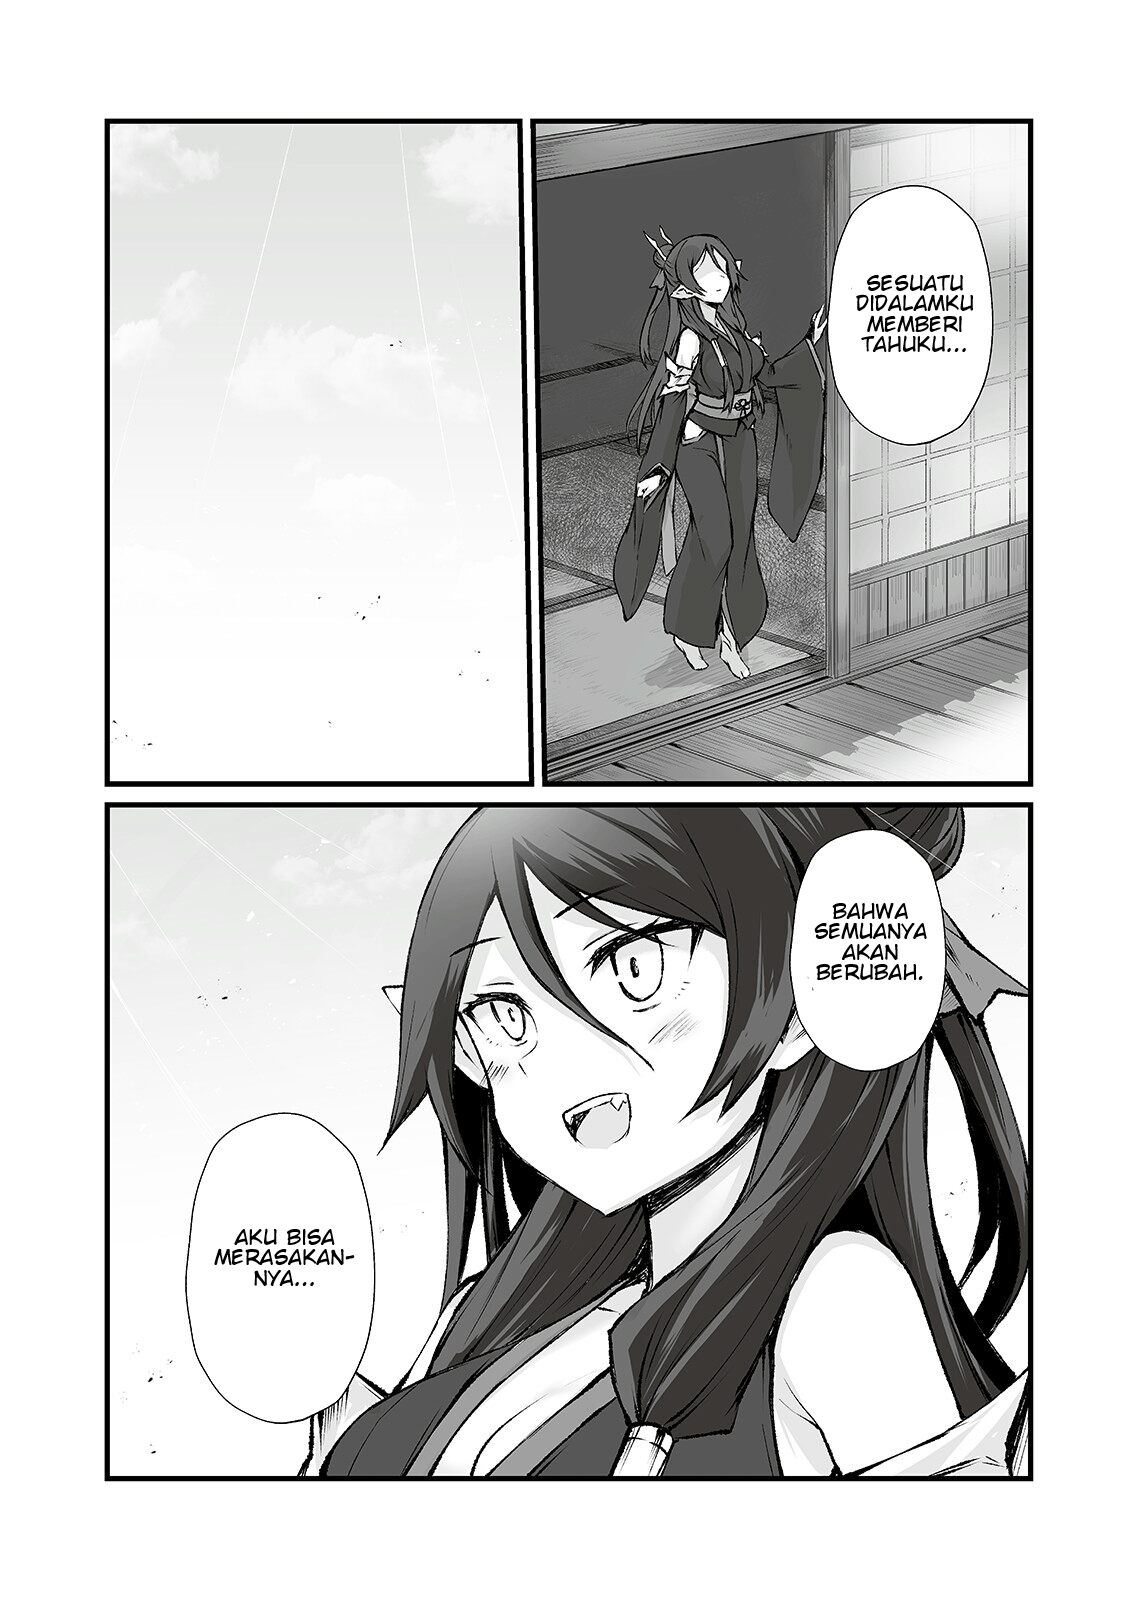 SESUATU
DIDALAMKU
MEMBERI
TAHUKU...
BAHWA
SEMUANYA
AKAN
BERUBAH.
AKU BISA
MERASAKAN-
NYA...